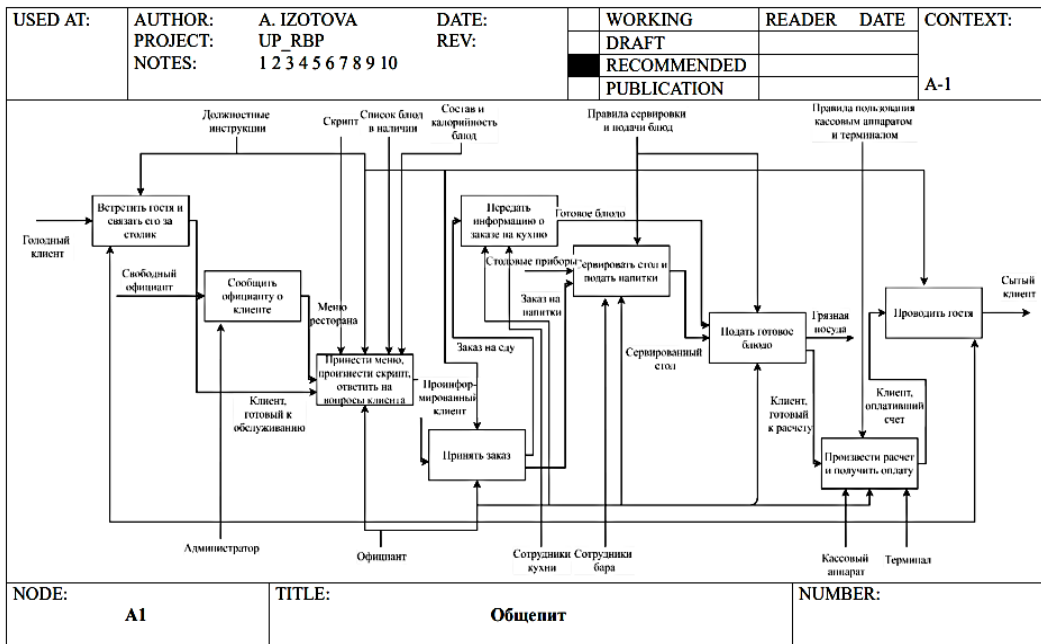 USED AT:
AUTHOR: A. IZOTOVA
DATE:
PROJECT: UP_RBP
REV:
NOTES: 1 2 3 4 5 6 7 8 9 10
WORKING
DRAFT
RECOMMENDED
PUBLICATION
READER DATE
CONTEXT:
A-1
Должностные
инструкции
Скрипт
Список блюд
в наличии
Состав и
калорийность
блюд
Правила сервировки
и подачи блюд
Правила пользования
кассовым аппаратом
и терминалом
Встретить гостя и
связать его за
столик
Голодный
клиент
Свободный
официант
Сообщить
официанту о
клиенте
Меню
ресторана
Принести меню,
произнести скрипт,
ответить на
вопросы клиента
Клиент,
готовый к
обслуживанию
Проинфор-
мированный
клиент
Принять заказ
Передать
информацию о
заказе на кухню
Готовое блюдо
Столовые приборы
Сервировать стол и
подать напитки
Заказ на
напитки
Заказ на еду
Сервированный
стол
Подать готовое
блюдо
Грязная
посуда
Клиент,
готовый
к расчету
Произвести расчет
и получить оплату
Клиент,
оплативший
счет
Проводить гостя
Сытый
клиент
Администратор
Официант
Сотрудники
кухни
Сотрудники
бара
Кассовый
аппарат
Терминал
NODE:
A1
TITLE:
Общепит
NUMBER: